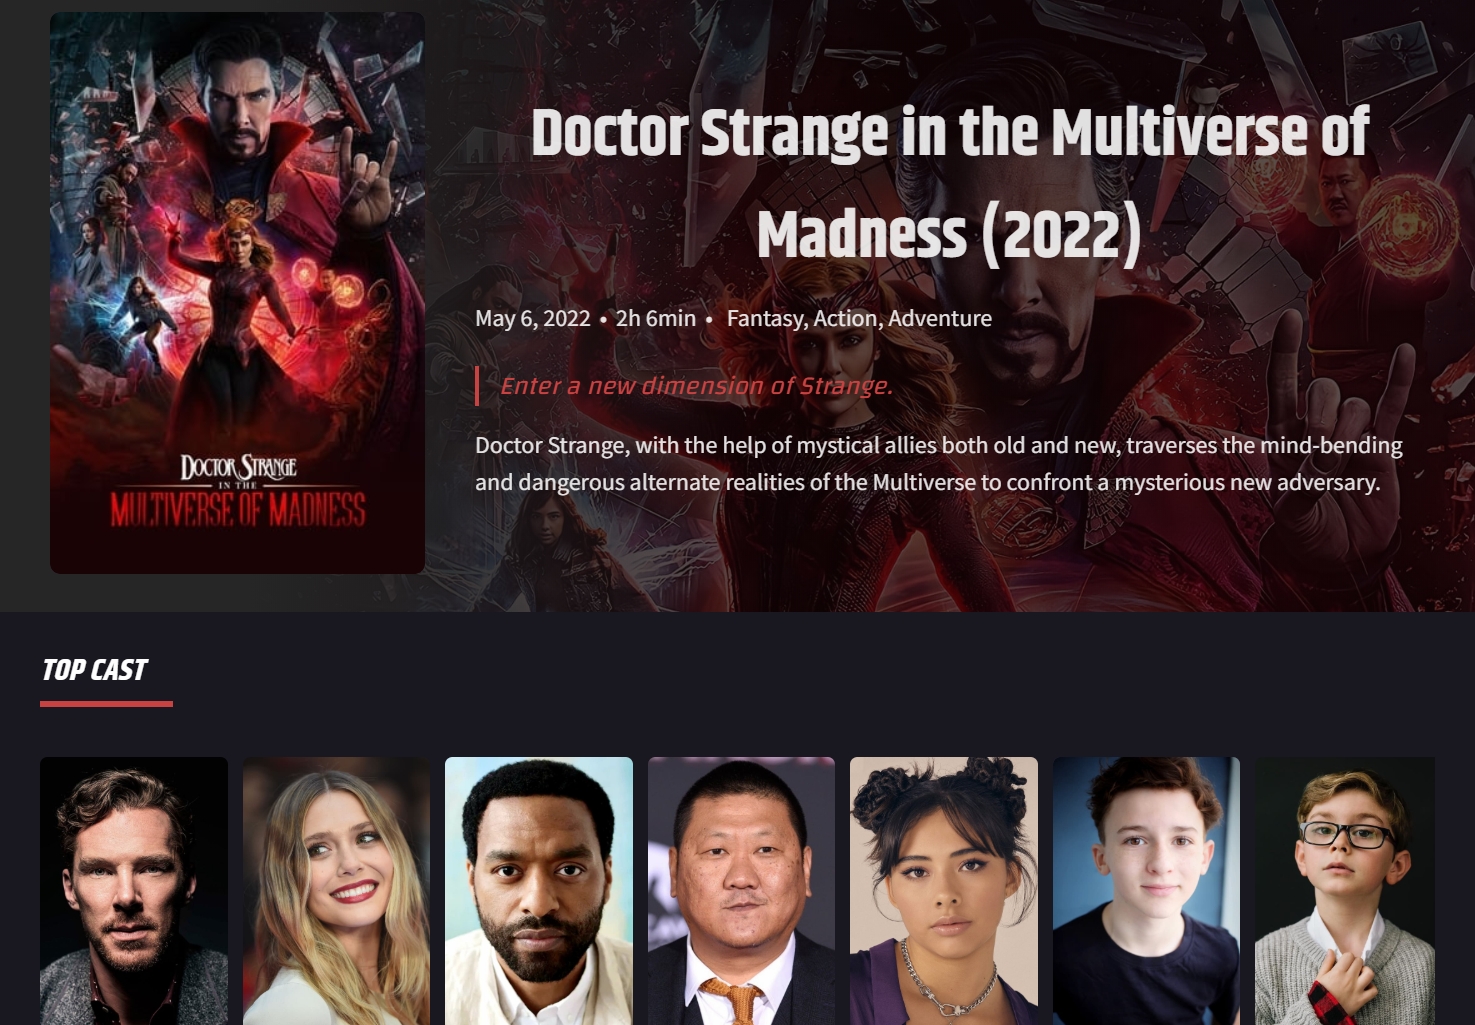 DOCTOR STRANGE
IN THE
MULTIVERSE OF MADNESS
Doctor Strange in the Multiverse of
Madness (2022)
May 6, 2022 • 2h 6min • Fantasy, Action, Adventure
Enter a new dimension of Strange.
Doctor Strange, with the help of mystical allies both old and new, traverses the mind-bending
and dangerous alternate realities of the Multiverse to confront a mysterious new adversary.
TOP CAST